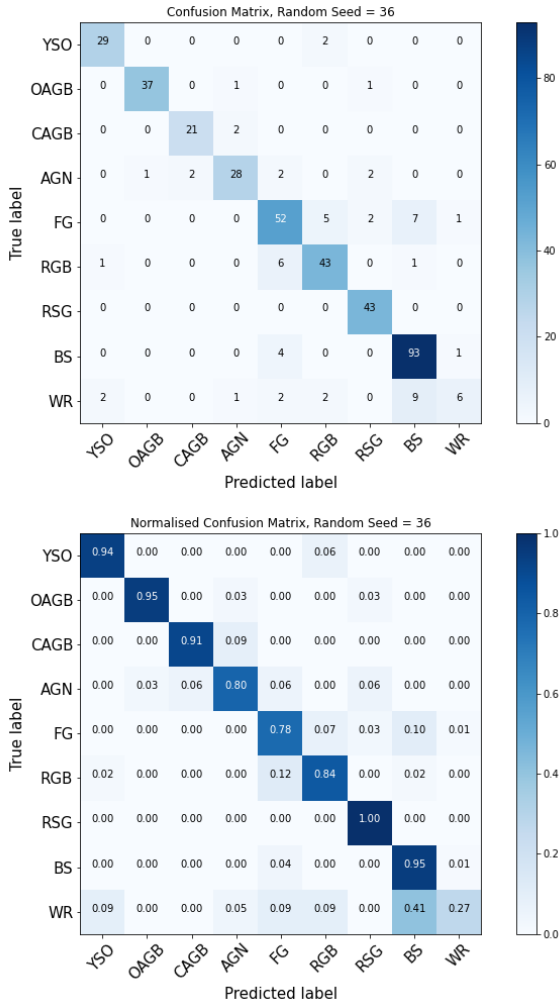 Confusion Matrix, Random Seed = 36
YSO 29 0 0 0 0 2 0 0 0
OAGB 0 37 0 1 0 0 1 0 0
CAGB 0 0 21 2 0 0 0 0 0
AGN 0 1 2 28 2 0 2 0 0
FG 0 0 0 0 52 5 2 7 1
RGB 1 0 0 0 6 43 0 1 0
RSG 0 0 0 0 0 0 43 0 0
BS 0 0 0 0 4 0 0 93 1
WR 2 0 0 1 2 2 0 9 6
True label
YSO OAGB CAGB AGN FG RGB RSG BS WR
Predicted label
80
60
40
20
0
Normalised Confusion Matrix, Random Seed = 36
YSO 0.94 0.00 0.00 0.00 0.00 0.06 0.00 0.00 0.00
OAGB 0.00 0.95 0.00 0.03 0.00 0.00 0.03 0.00 0.00
CAGB 0.00 0.00 0.91 0.09 0.00 0.00 0.00 0.00 0.00
AGN 0.00 0.03 0.06 0.80 0.06 0.00 0.06 0.00 0.00
FG 0.00 0.00 0.00 0.00 0.78 0.07 0.03 0.10 0.01
RGB 0.02 0.00 0.00 0.00 0.12 0.84 0.00 0.02 0.00
RSG 0.00 0.00 0.00 0.00 0.00 0.00 1.00 0.00 0.00
BS 0.00 0.00 0.00 0.00 0.04 0.00 0.00 0.95 0.01
WR 0.09 0.00 0.00 0.05 0.09 0.09 0.00 0.41 0.27
True label
YSO OAGB CAGB AGN FG RGB RSG BS WR
Predicted label
1.0
0.8
0.6
0.4
0.2
0.0